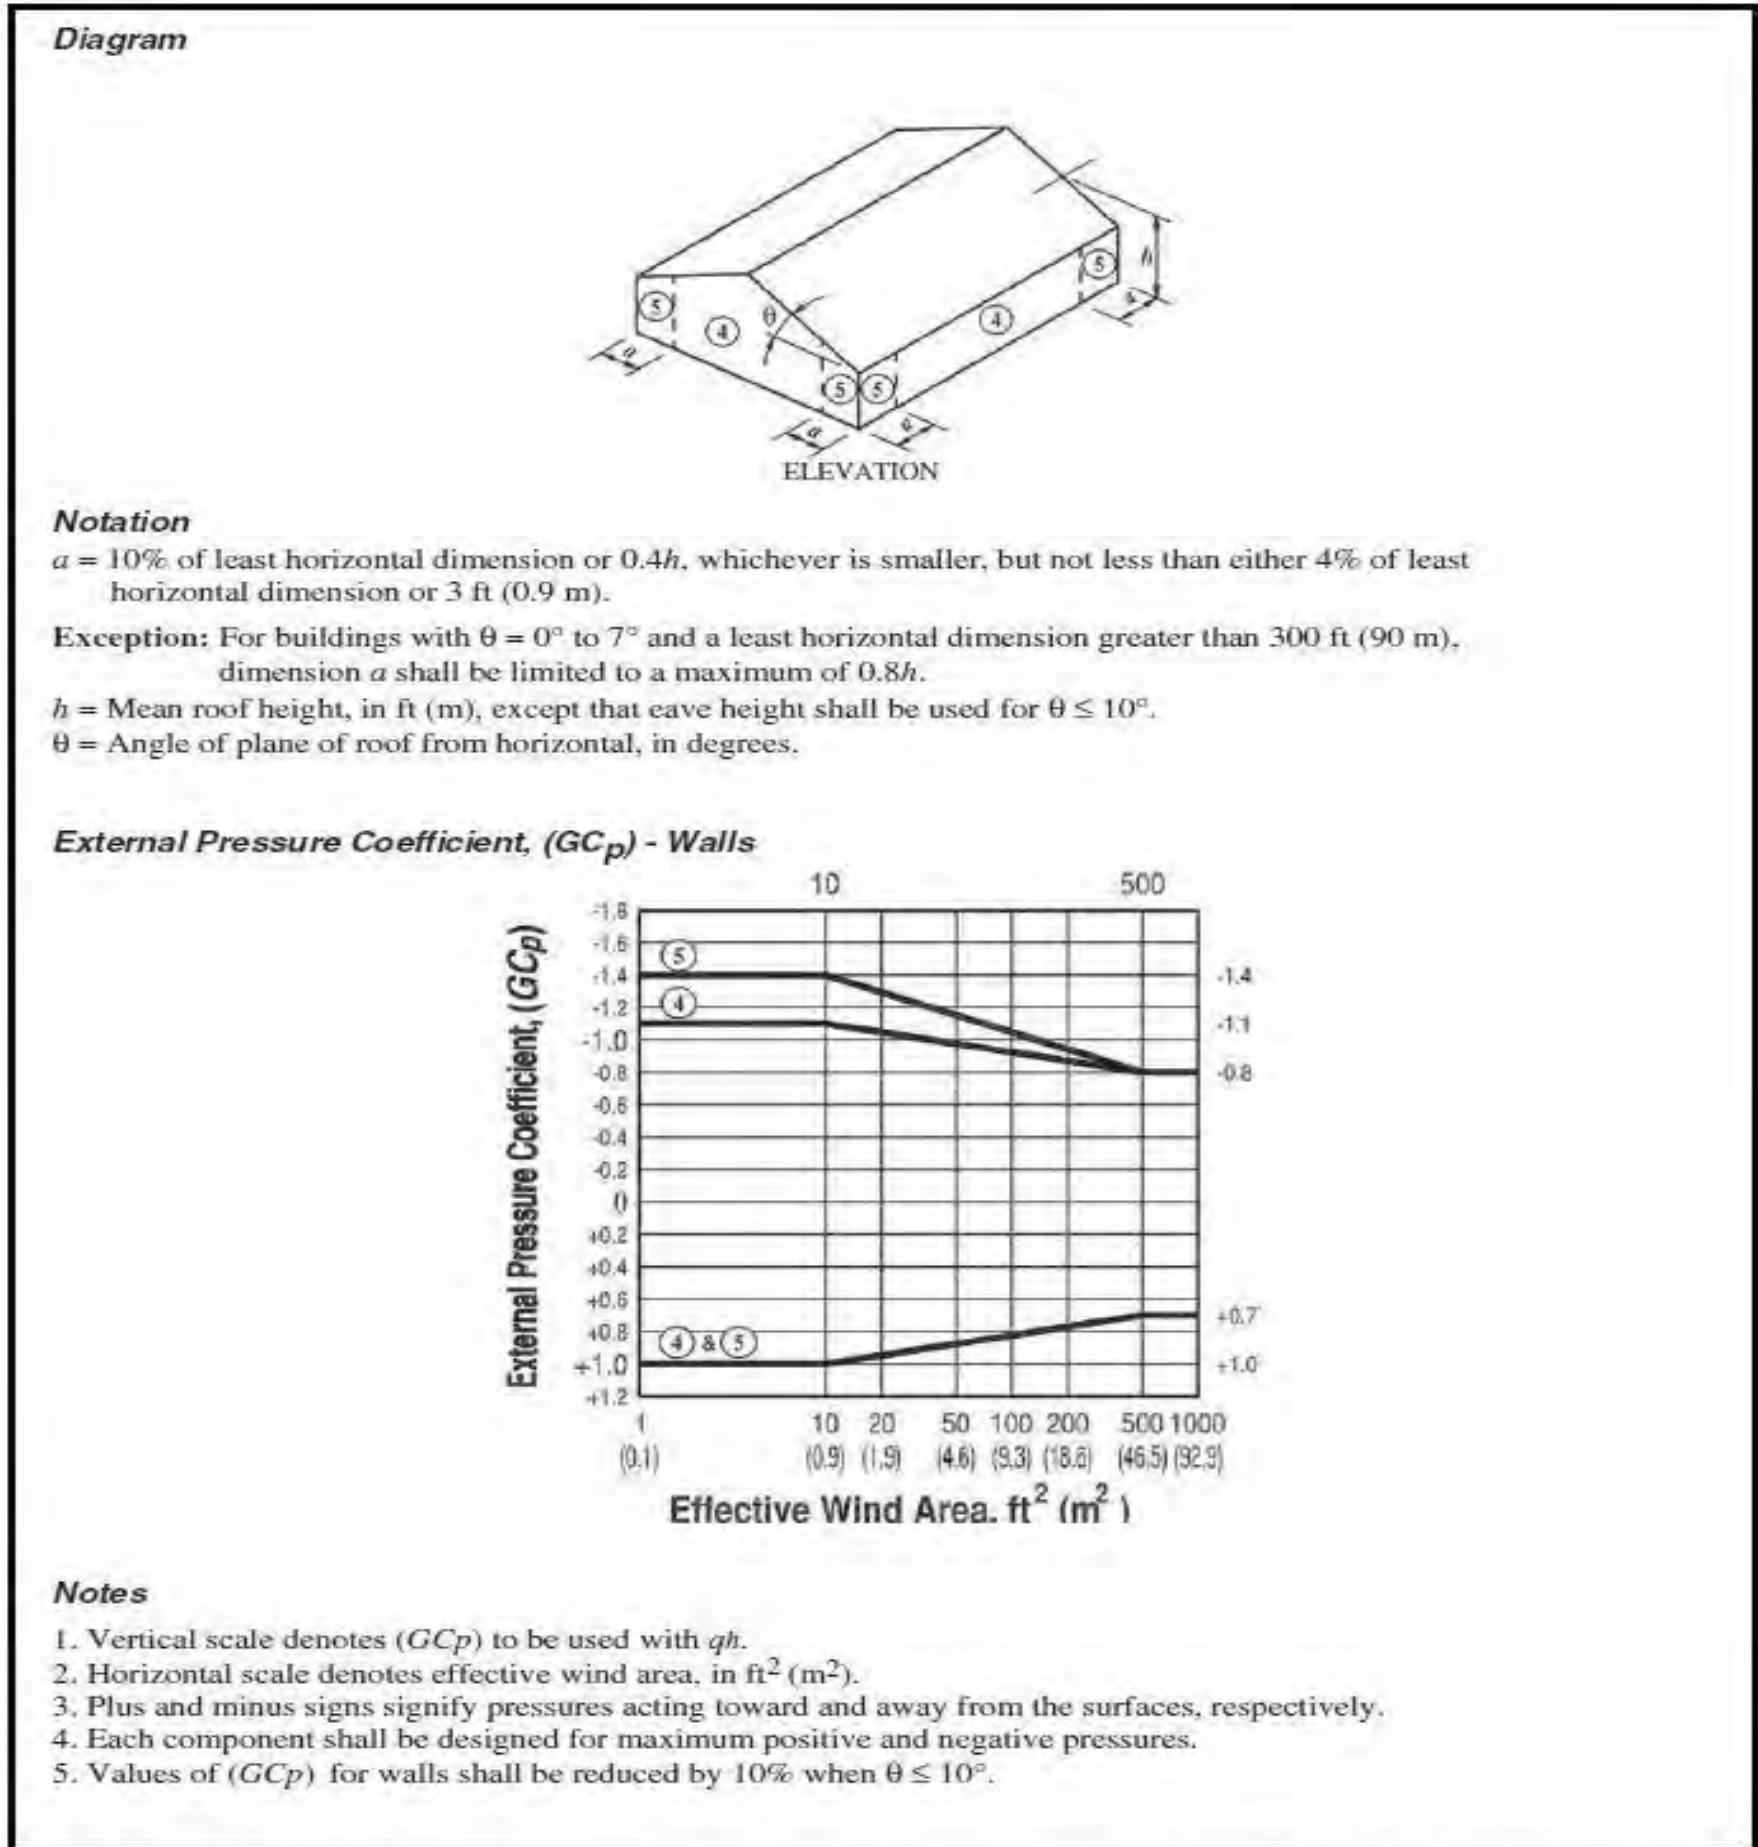 Diagram
5
4
θ
5
5
4
5
h
a
a
a
a
ELEVATION
Notation
a = 10% of least horizontal dimension or 0.4h, whichever is smaller, but not less than either 4% of least
horizontal dimension or 3 ft (0.9 m).
Exception: For buildings with θ = 0° to 7° and a least horizontal dimension greater than 300 ft (90 m),
dimension a shall be limited to a maximum of 0.8h.
h = Mean roof height, in ft (m), except that eave height shall be used for θ ≤ 10°.
θ = Angle of plane of roof from horizontal, in degrees.
External Pressure Coefficient, (GCp) - Walls
10 500
External Pressure Coefficient, (GCp)
-1.8
-1.6
5
-1.4 -1.4
-1.2
4
-1.1
-1.0
-0.8 -0.8
-0.6
-0.4
-0.2
0
+0.2
+0.4
+0.6
+0.7
+0.8
4 & 5
+1.0 +1.0
+1.2
1 10 20 50 100 200 500 1000
(0.1) (0.9) (1.9) (4.6) (9.3) (18.6) (46.5) (92.9)
Effective Wind Area. ft² (m²)
Notes
1. Vertical scale denotes (GCp) to be used with qh.
2. Horizontal scale denotes effective wind area, in ft² (m²).
3. Plus and minus signs signify pressures acting toward and away from the surfaces, respectively.
4. Each component shall be designed for maximum positive and negative pressures.
5. Values of (GCp) for walls shall be reduced by 10% when θ ≤ 10°.